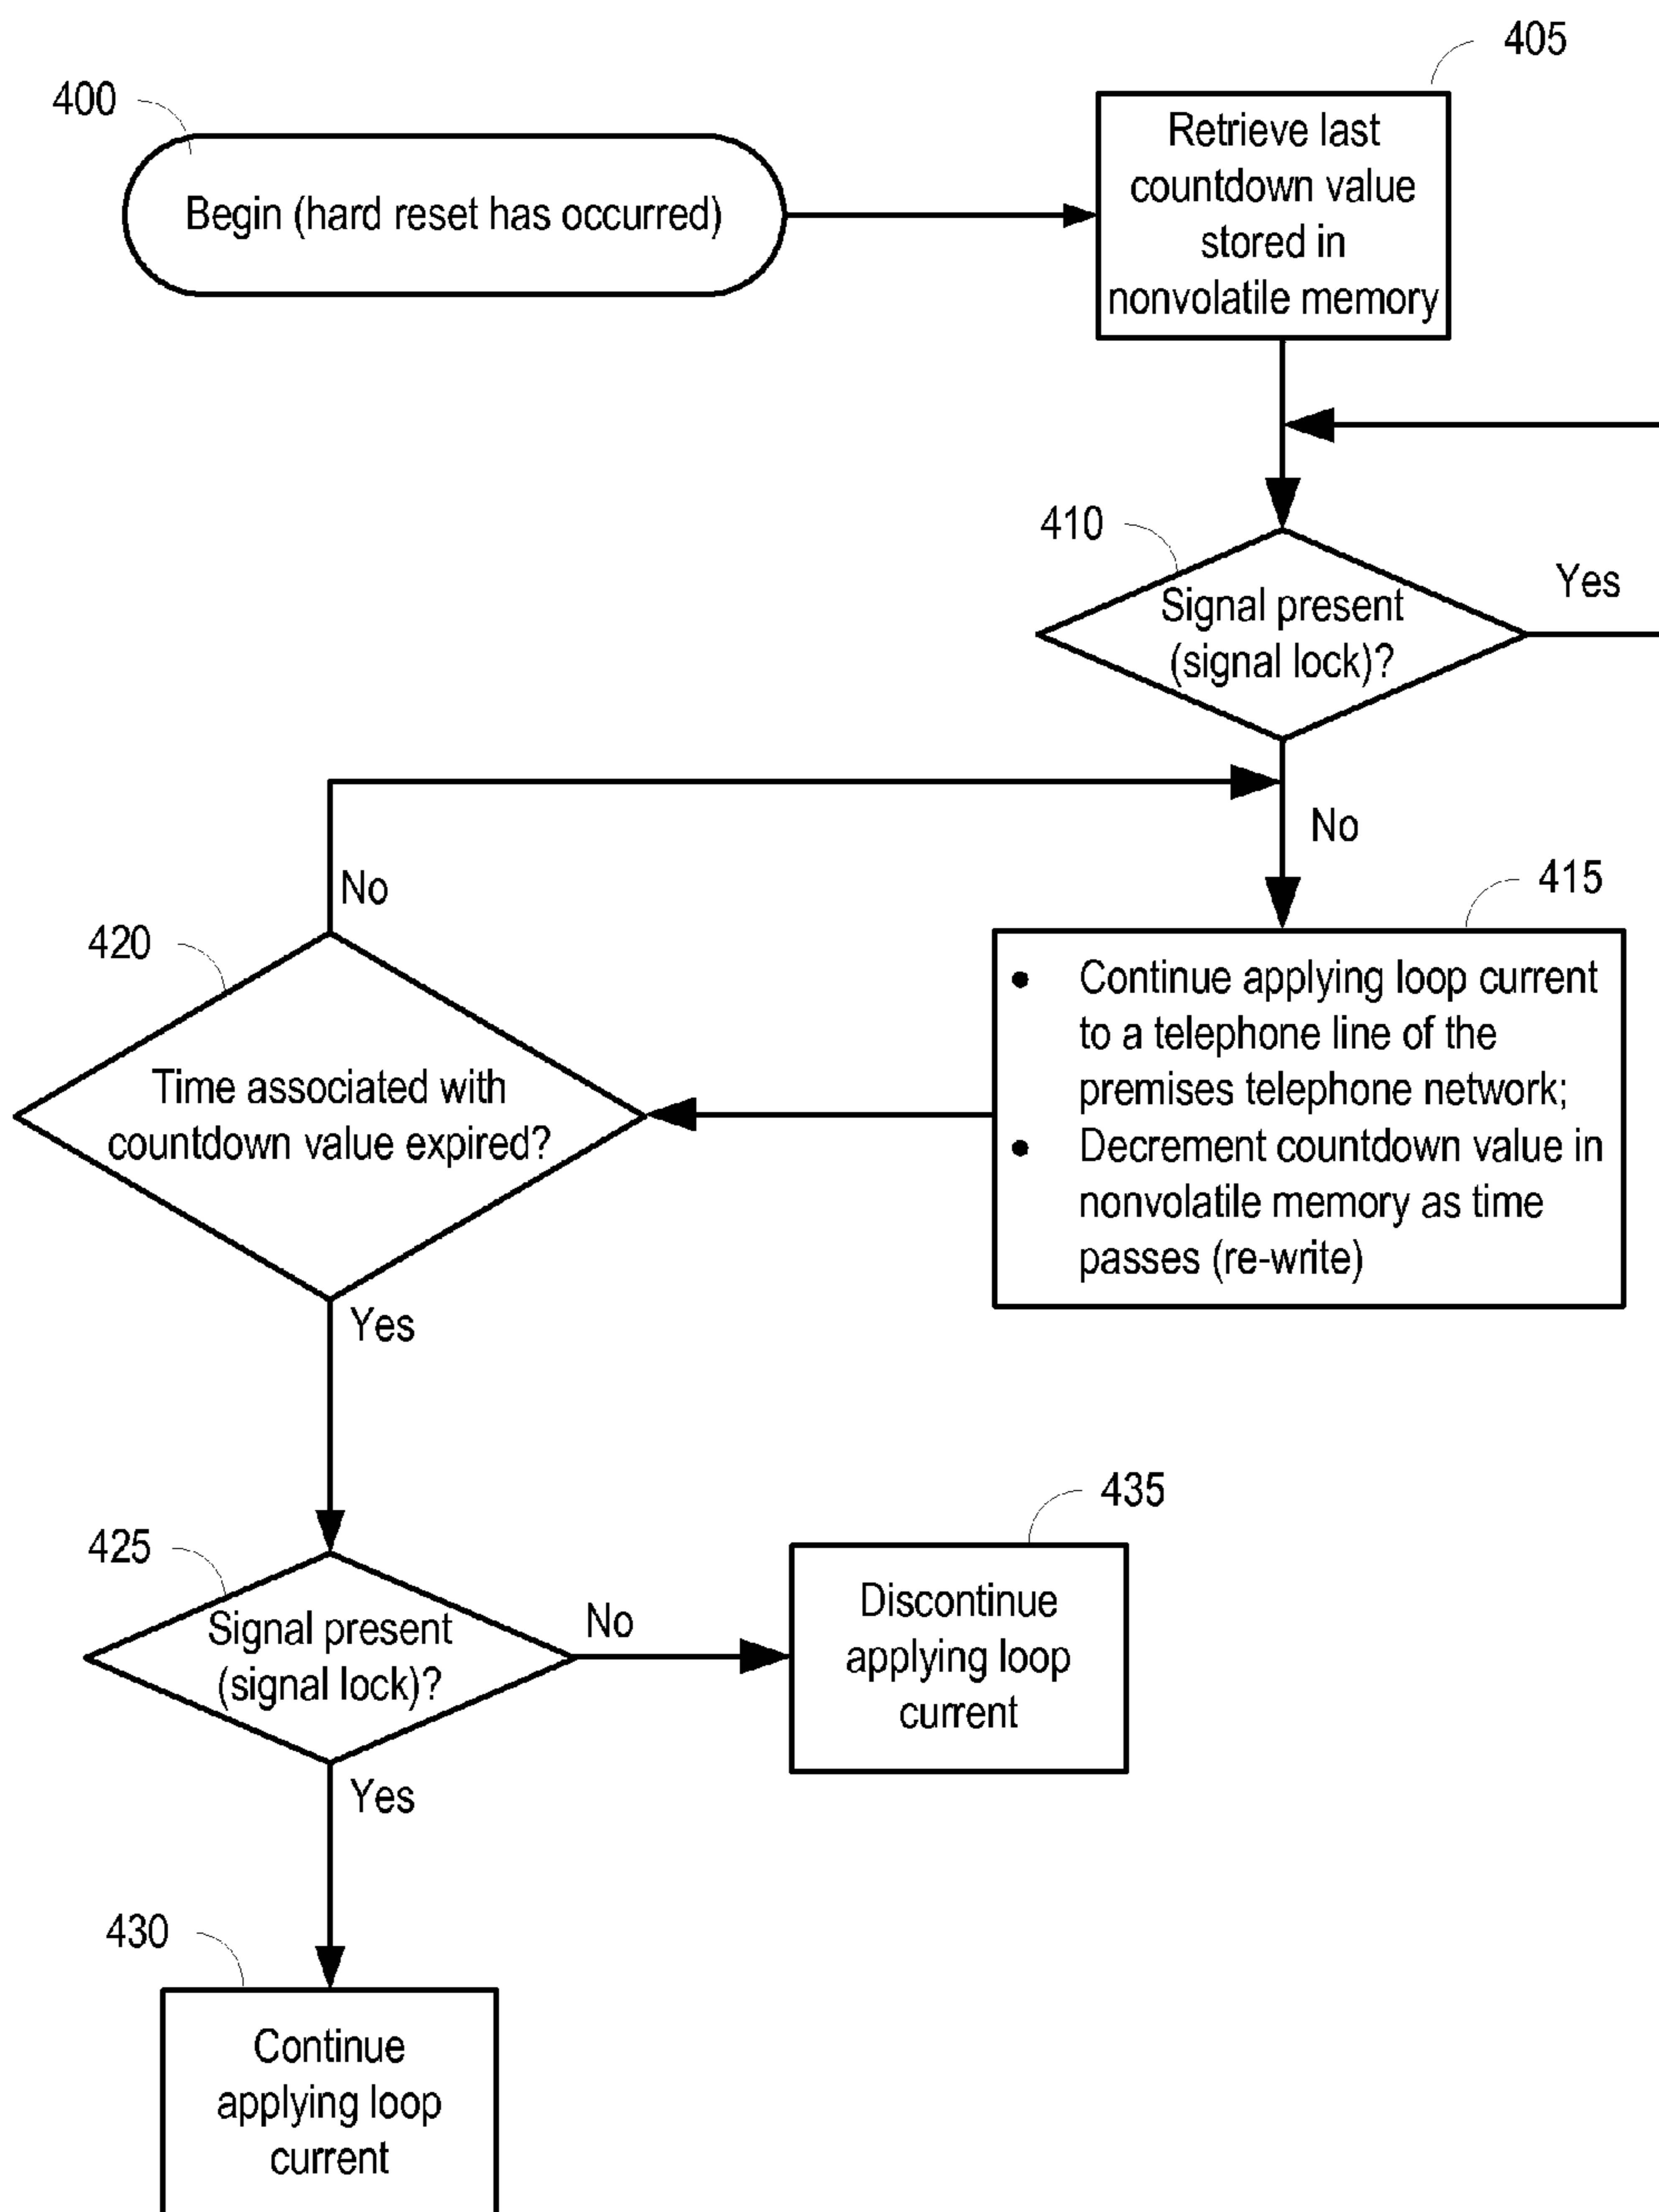 405
400
Retrieve last
countdown value
stored in
nonvolatile memory
Begin (hard reset has occurred)
410
Yes
Signal present
(signal lock)?
No
No
415
420
• Continue applying loop current
to a telephone line of the
premises telephone network;
• Decrement countdown value in
nonvolatile memory as time
passes (re-write)
Time associated with
countdown value expired?
Yes
435
425
Discontinue
applying loop
current
No
Signal present
(signal lock)?
Yes
430
Continue
applying loop
current